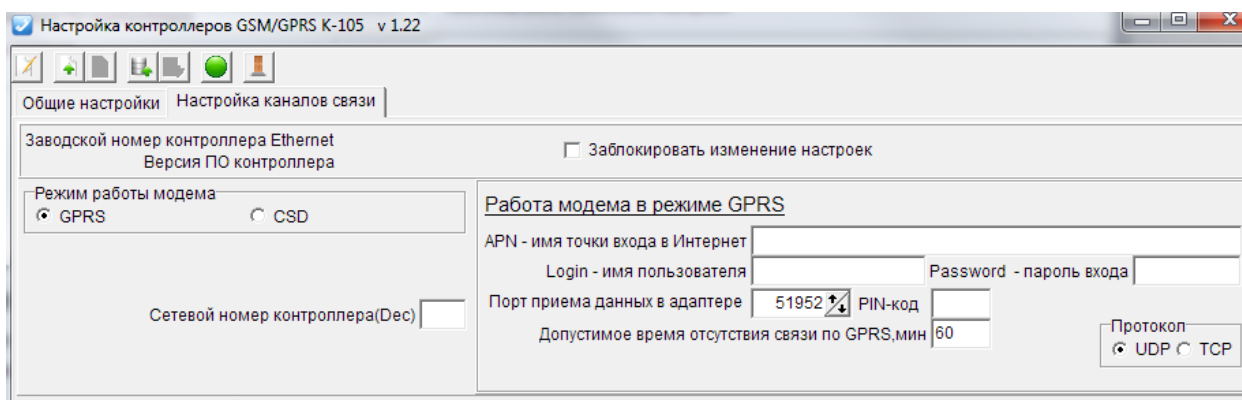 Настройка контроллеров GSM/GPRS K-105 v 1.22
Общие настройки Настройка каналов связи
Заводской номер контроллера Ethernet
Версия ПО контроллера
Заблокировать изменение настроек
Режим работы модема
GPRS CSD
Сетевой номер контроллера(Dec)
Работа модема в режиме GPRS
APN - имя точки входа в Интернет
Login - имя пользователя Password - пароль входа
Порт приема данных в адаптере 51952 PIN-код
Допустимое время отсутствия связи по GPRS,мин 60
Протокол
UDP TCP